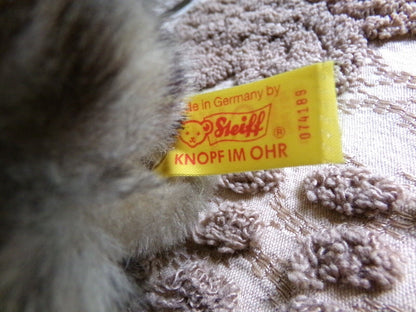 de in Germany by
Steiff ®
KNOPF IM OHR
074189